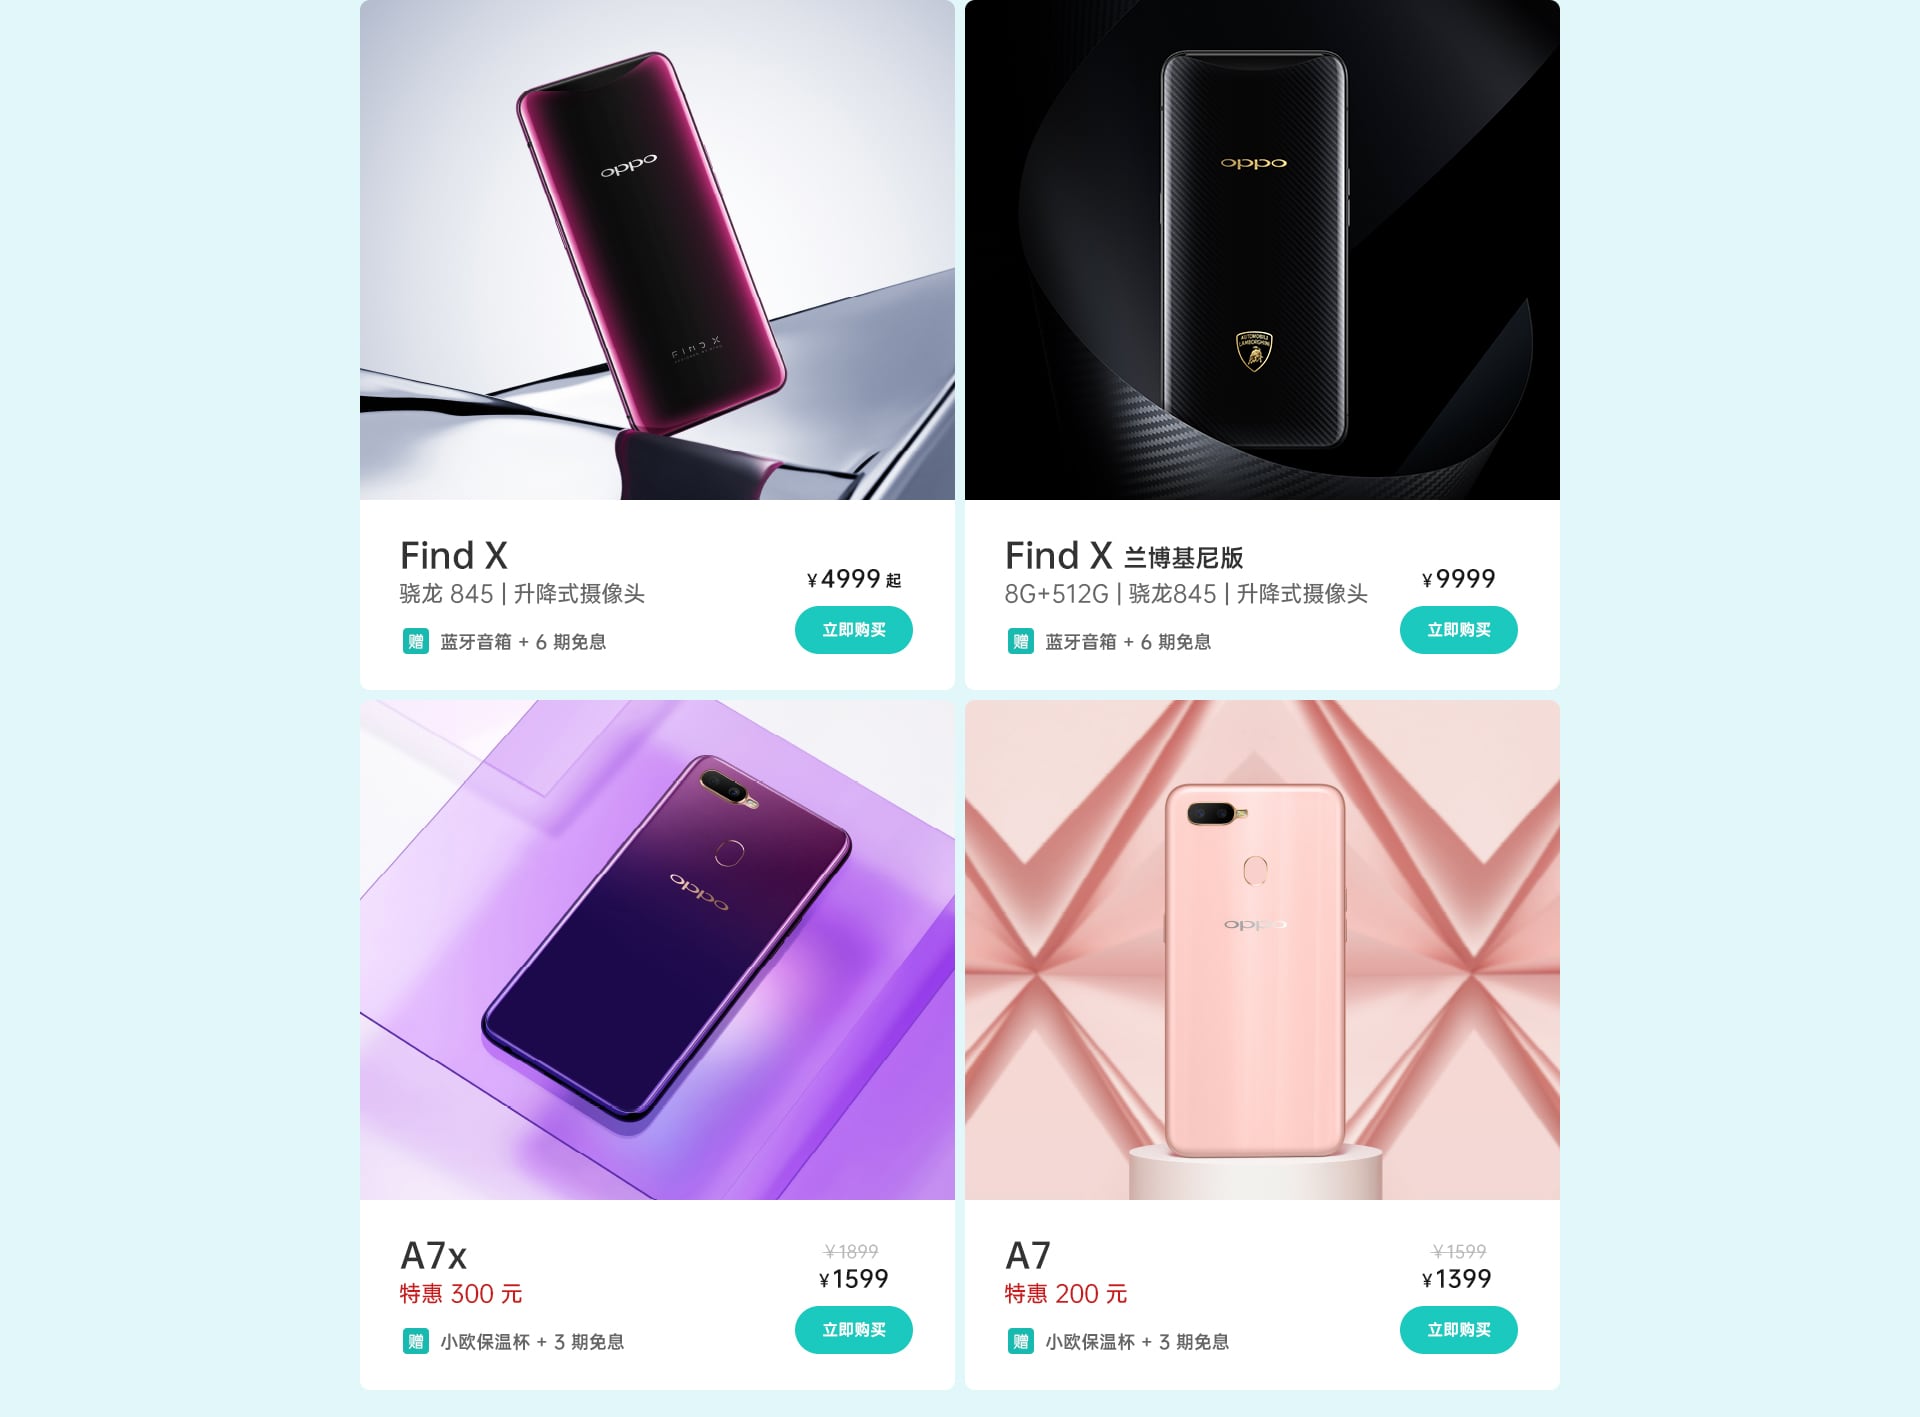 oppo
FIND X
oppo
AUTOMOBILI
LAMBORGHINI
Find X
骁龙 845 | 升降式摄像头
赠 蓝牙音箱 + 6 期免息
¥4999 起
立即购买
Find X 兰博基尼版
8G+512G | 骁龙845 | 升降式摄像头
赠 蓝牙音箱 + 6 期免息
¥9999
立即购买
oppo
oppo
A7x
特惠 300 元
赠 小欧保温杯 + 3 期免息
¥1899
¥1599
立即购买
A7
特惠 200 元
赠 小欧保温杯 + 3 期免息
¥1599
¥1399
立即购买